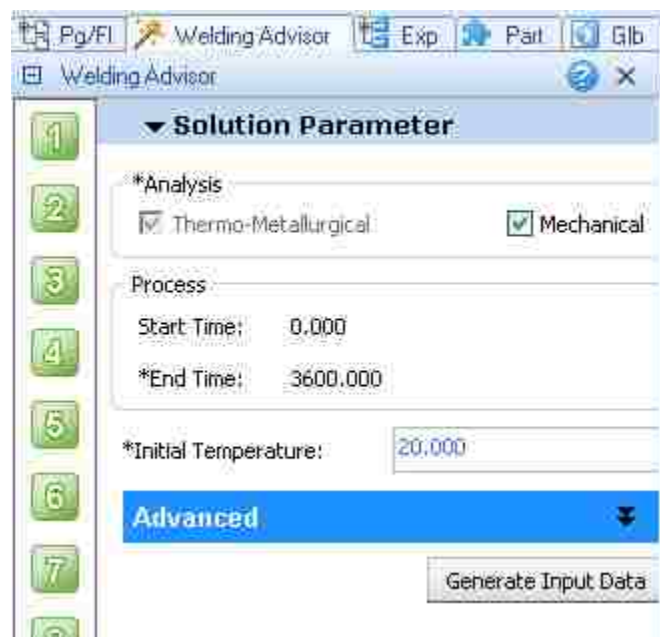 Pg/Fl Welding Advisor Exp Part Glb
Welding Advisor
1
Solution Parameter
2
*Analysis
Thermo-Metallurgical Mechanical
3
Process
Start Time: 0.000
4
*End Time: 3600.000
5
*Initial Temperature: 20.000
6
Advanced
7
Generate Input Data